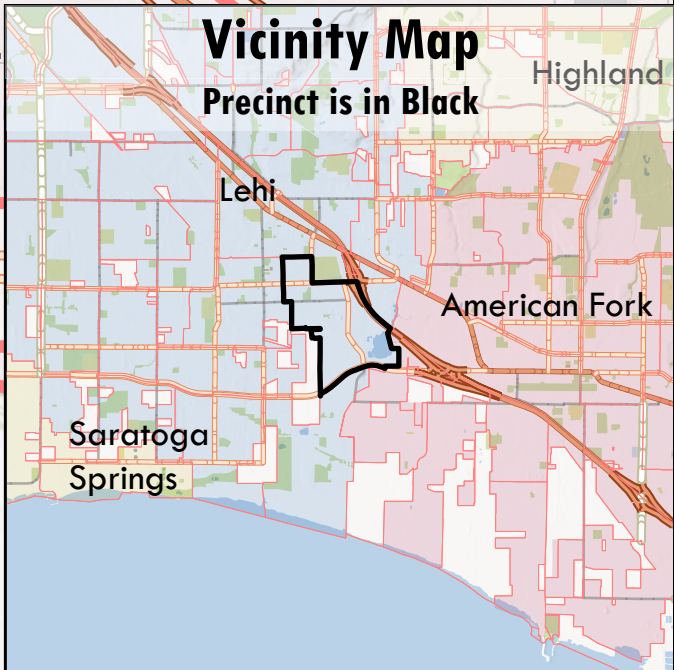 Vicinity Map
Highland
Precinct is in Black
Lehi
American Fork
Saratoga
Springs